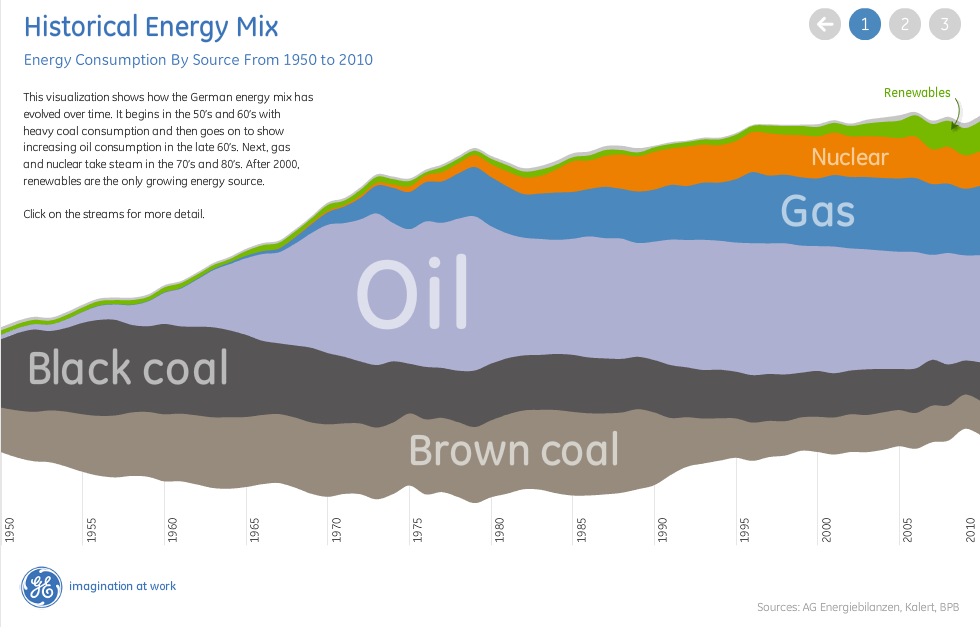 Historical Energy Mix
1
2
3
Energy Consumption By Source From 1950 to 2010
Renewables
This visualization shows how the German energy mix has
evolved over time. It begins in the 50's and 60's with
heavy coal consumption and then goes on to show
increasing oil consumption in the late 60's. Next, gas
and nuclear take steam in the 70's and 80's. After 2000,
renewables are the only growing energy source.
Click on the streams for more detail.
Nuclear
Gas
Oil
Black coal
Brown coal
1950
1955
1960
1965
1970
1975
1980
1985
1990
1995
2000
2005
2010
GE
imagination at work
Sources: AG Energiebilanzen, Kalert, BPB